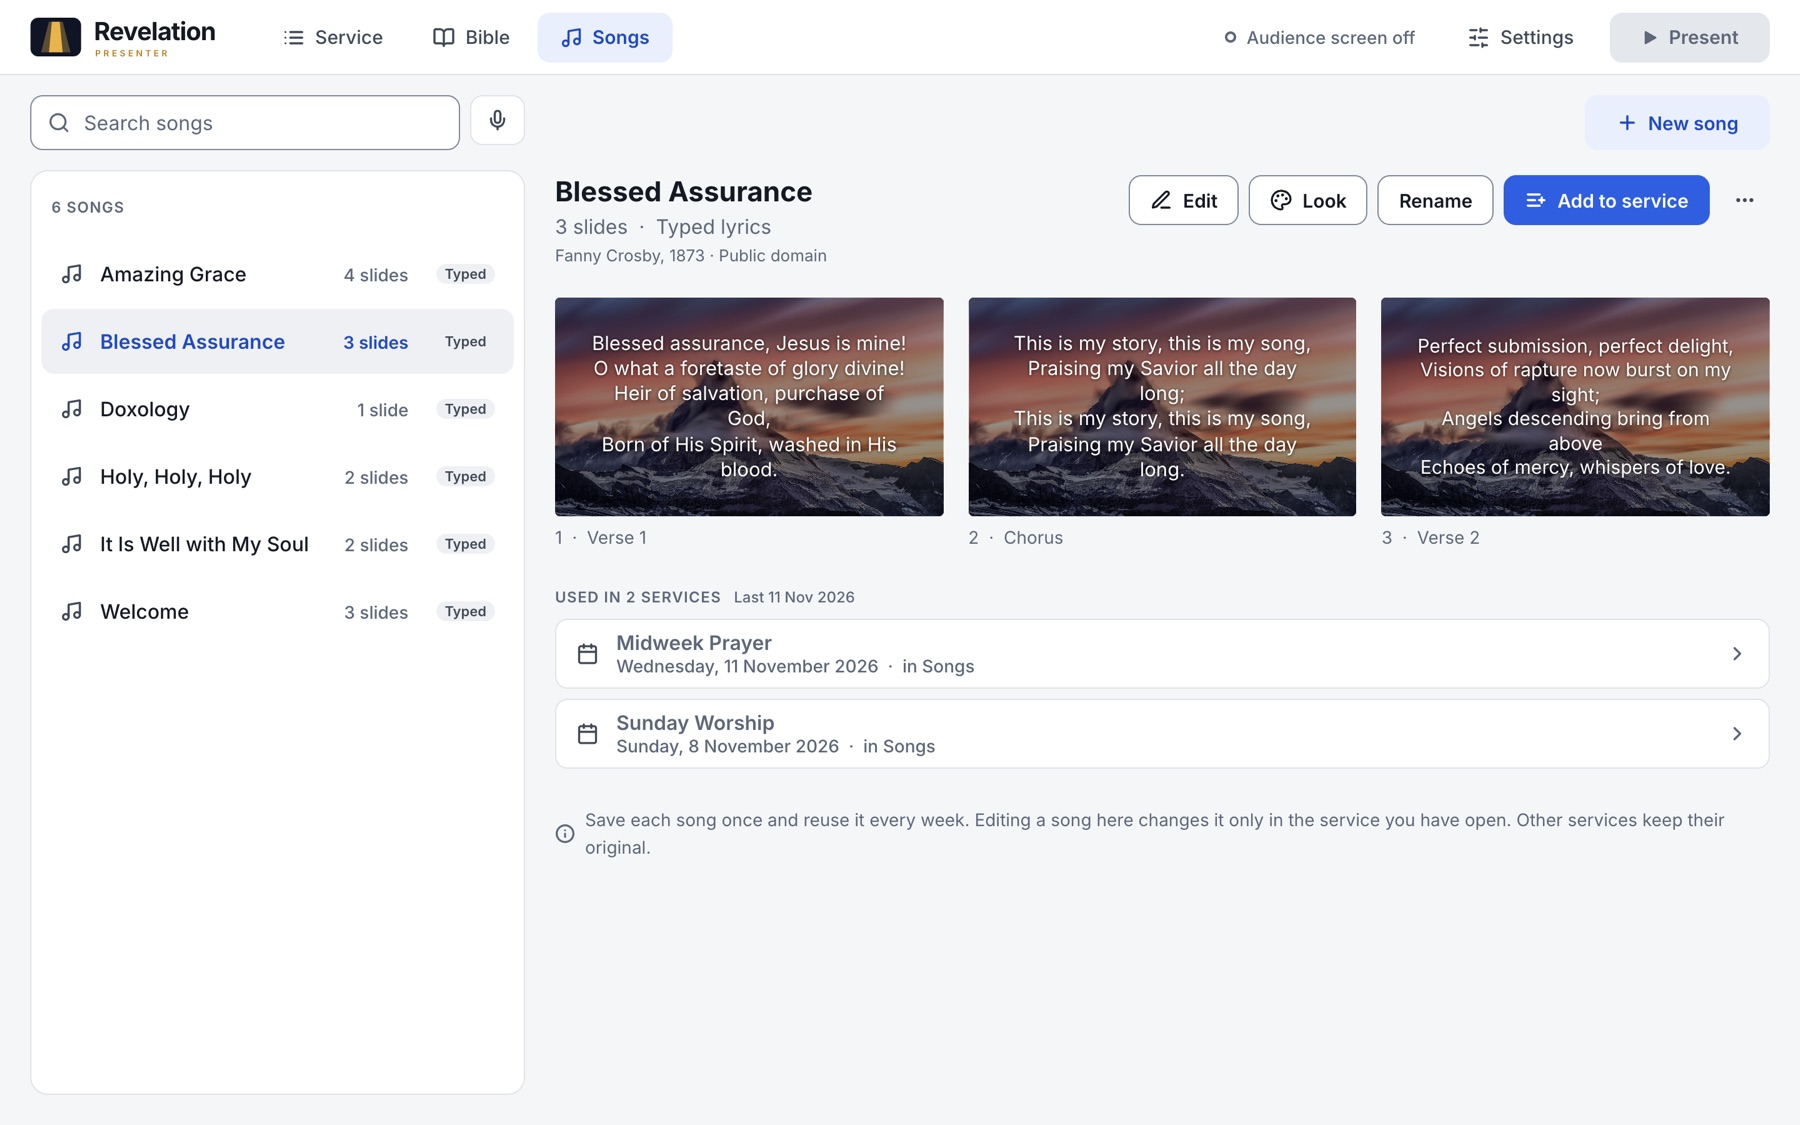 Revelation
PRESENTER
Service
Bible
Songs
Audience screen off
Settings
Present
Search songs
New song
6 SONGS
Amazing Grace 4 slides Typed
Blessed Assurance 3 slides Typed
Doxology 1 slide Typed
Holy, Holy, Holy 2 slides Typed
It Is Well with My Soul 2 slides Typed
Welcome 3 slides Typed
Blessed Assurance
3 slides · Typed lyrics
Fanny Crosby, 1873 · Public domain
Edit
Look
Rename
Add to service
Blessed assurance, Jesus is mine!
O what a foretaste of glory divine!
Heir of salvation, purchase of
God,
Born of His Spirit, washed in His
blood.
1 · Verse 1
This is my story, this is my song,
Praising my Savior all the day
long;
This is my story, this is my song,
Praising my Savior all the day
long.
2 · Chorus
Perfect submission, perfect delight,
Visions of rapture now burst on my
sight;
Angels descending bring from
above
Echoes of mercy, whispers of love.
3 · Verse 2
USED IN 2 SERVICES Last 11 Nov 2026
Midweek Prayer
Wednesday, 11 November 2026 · in Songs
Sunday Worship
Sunday, 8 November 2026 · in Songs
Save each song once and reuse it every week. Editing a song here changes it only in the service you have open. Other services keep their
original.